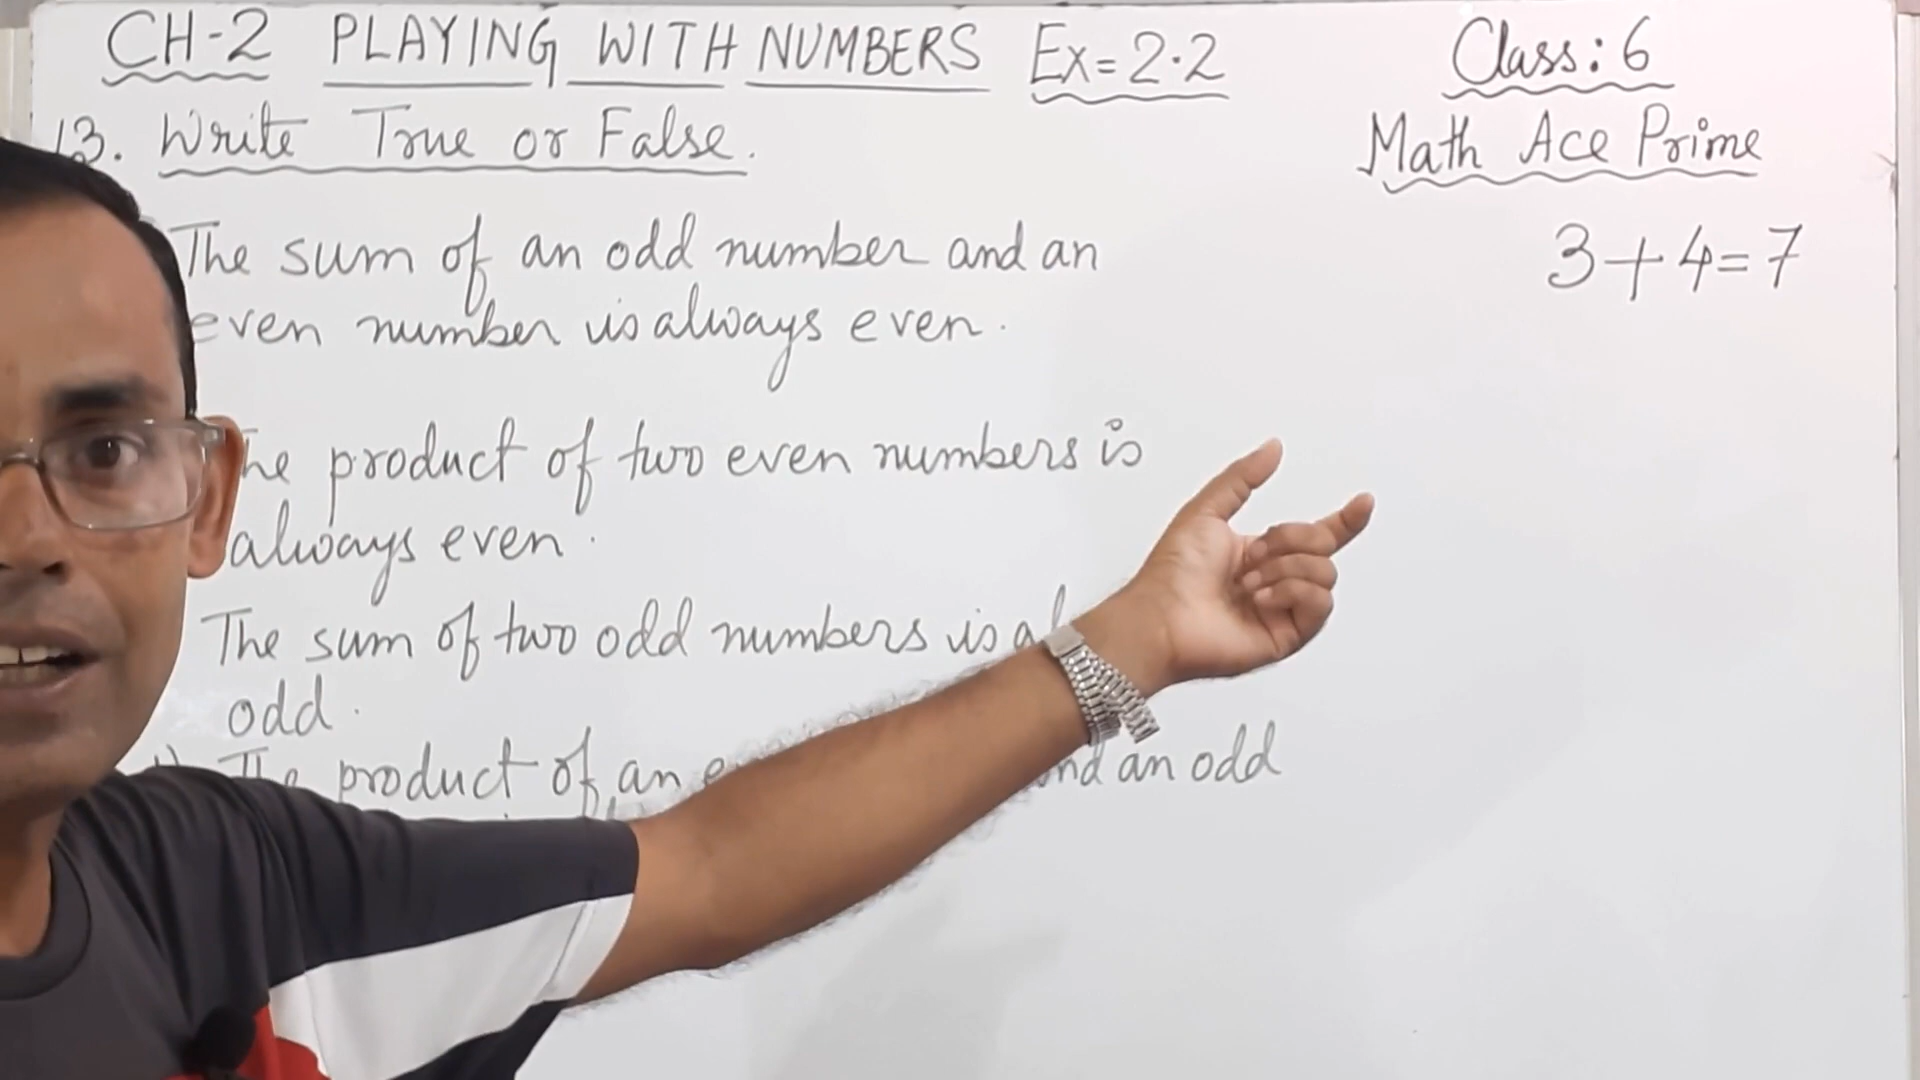 CH-2 PLAYING WITH NUMBERS Ex=2.2
Class: 6
13. Write True or False.
Math Ace Prime
The sum of an odd number and an
even number is always even.
3+4=7
product of two even numbers is
always even.
The sum of two odd numbers is
odd.
The product of an and an odd